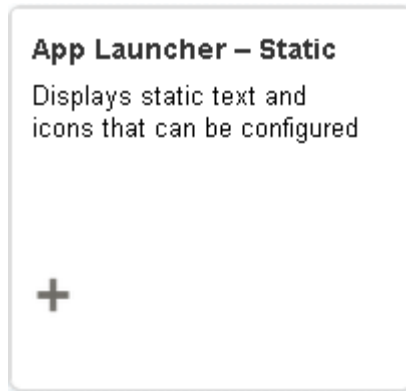 App Launcher – Static
Displays static text and
icons that can be configured